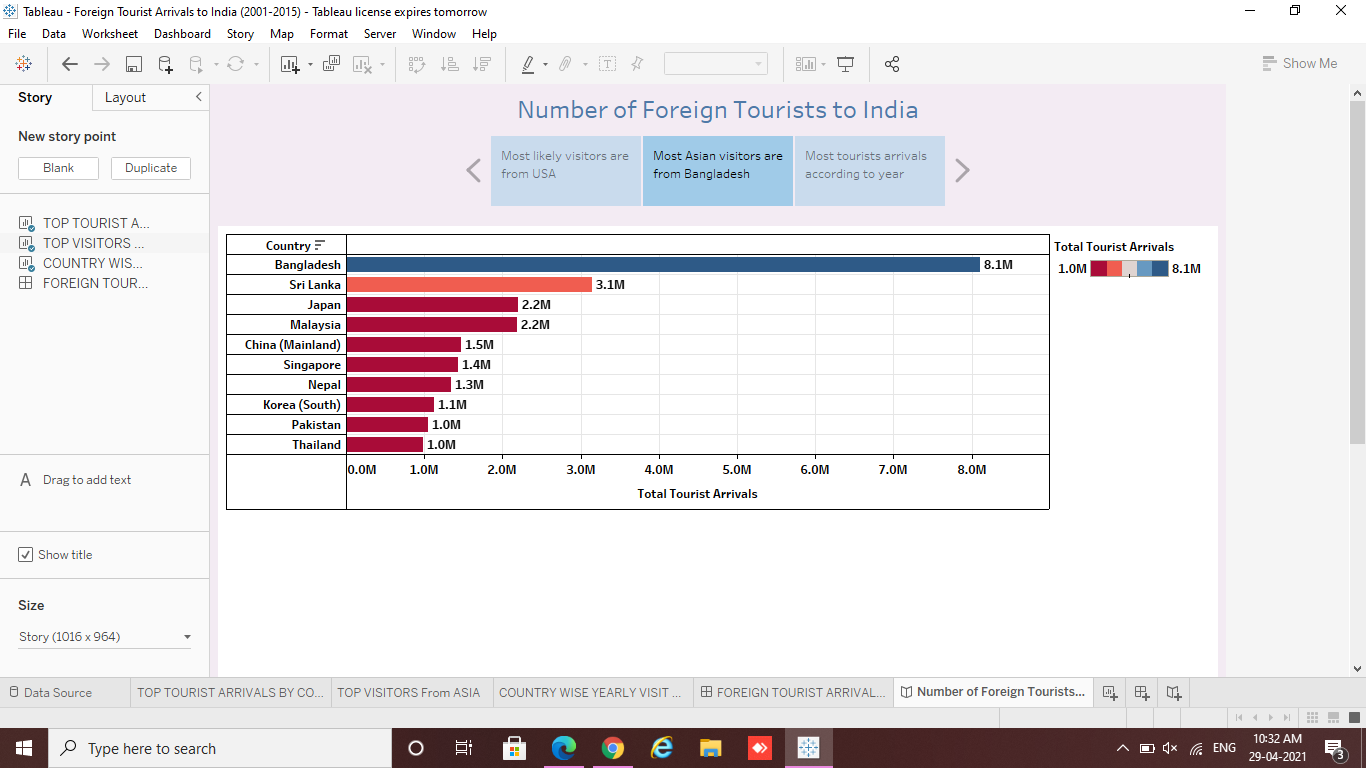 Tableau - Foreign Tourist Arrivals to India (2001-2015) - Tableau license expires tomorrow
File Data Worksheet Dashboard Story Map Format Server Window Help
Show Me
Story Layout
New story point
Blank Duplicate
TOP TOURIST A...
TOP VISITORS ...
COUNTRY WIS...
FOREIGN TOUR...
A Drag to add text
Show title
Size
Story (1016 x 964)
Number of Foreign Tourists to India
Most likely visitors are
from USA
Most Asian visitors are
from Bangladesh
Most tourists arrivals
according to year
Country
Bangladesh 8.1M
Sri Lanka 3.1M
Japan 2.2M
Malaysia 2.2M
China (Mainland) 1.5M
Singapore 1.4M
Nepal 1.3M
Korea (South) 1.1M
Pakistan 1.0M
Thailand 1.0M
0.0M 1.0M 2.0M 3.0M 4.0M 5.0M 6.0M 7.0M 8.0M
Total Tourist Arrivals
Total Tourist Arrivals
1.0M 8.1M
Data Source TOP TOURIST ARRIVALS BY CO... TOP VISITORS From ASIA COUNTRY WISE YEARLY VISIT ... FOREIGN TOURIST ARRIVAL... Number of Foreign Tourists...
Type here to search
ENG
10:32 AM
29-04-2021
3